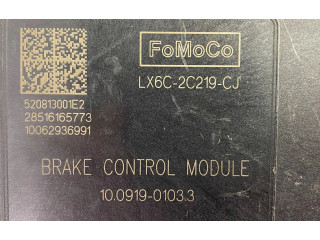 FoMoCo
LX6C-2C219-CJ
520813001E2
28516165773
10062936991
BRAKE CONTROL MODULE
10.0919-0103.3